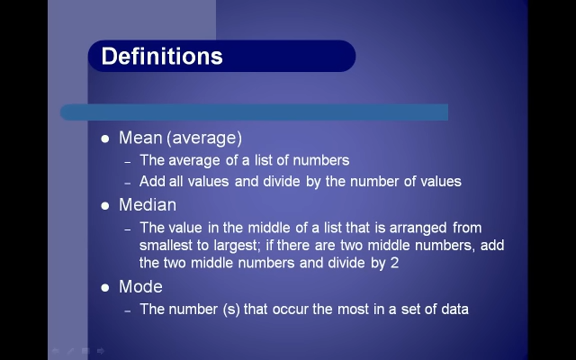 Definitions
● Mean (average)
– The average of a list of numbers
– Add all values and divide by the number of values
● Median
– The value in the middle of a list that is arranged from
smallest to largest; if there are two middle numbers, add
the two middle numbers and divide by 2
● Mode
– The number (s) that occur the most in a set of data